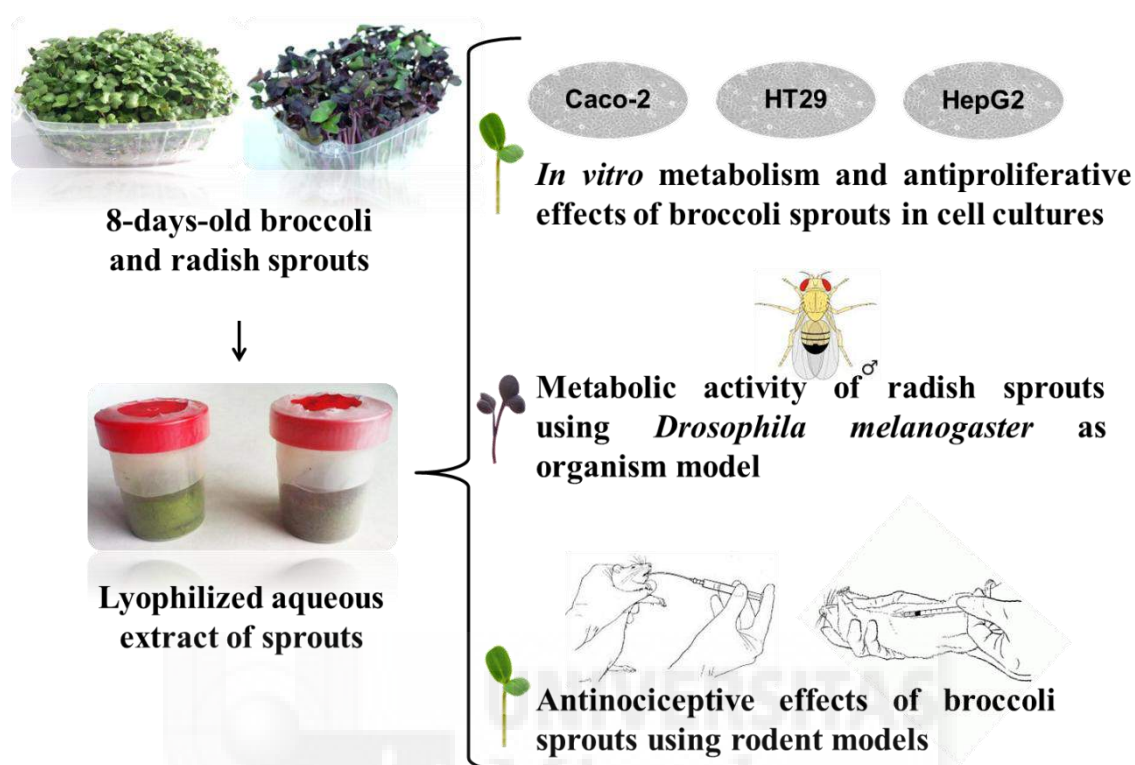 8-days-old broccoli
and radish sprouts
Lyophilized aqueous
extract of sprouts
Caco-2
HT29
HepG2
In vitro metabolism and antiproliferative
effects of broccoli sprouts in cell cultures
♂
Metabolic activity of radish sprouts
using Drosophila melanogaster as
organism model
Antinociceptive effects of broccoli
sprouts using rodent models
UNIVERSITAS